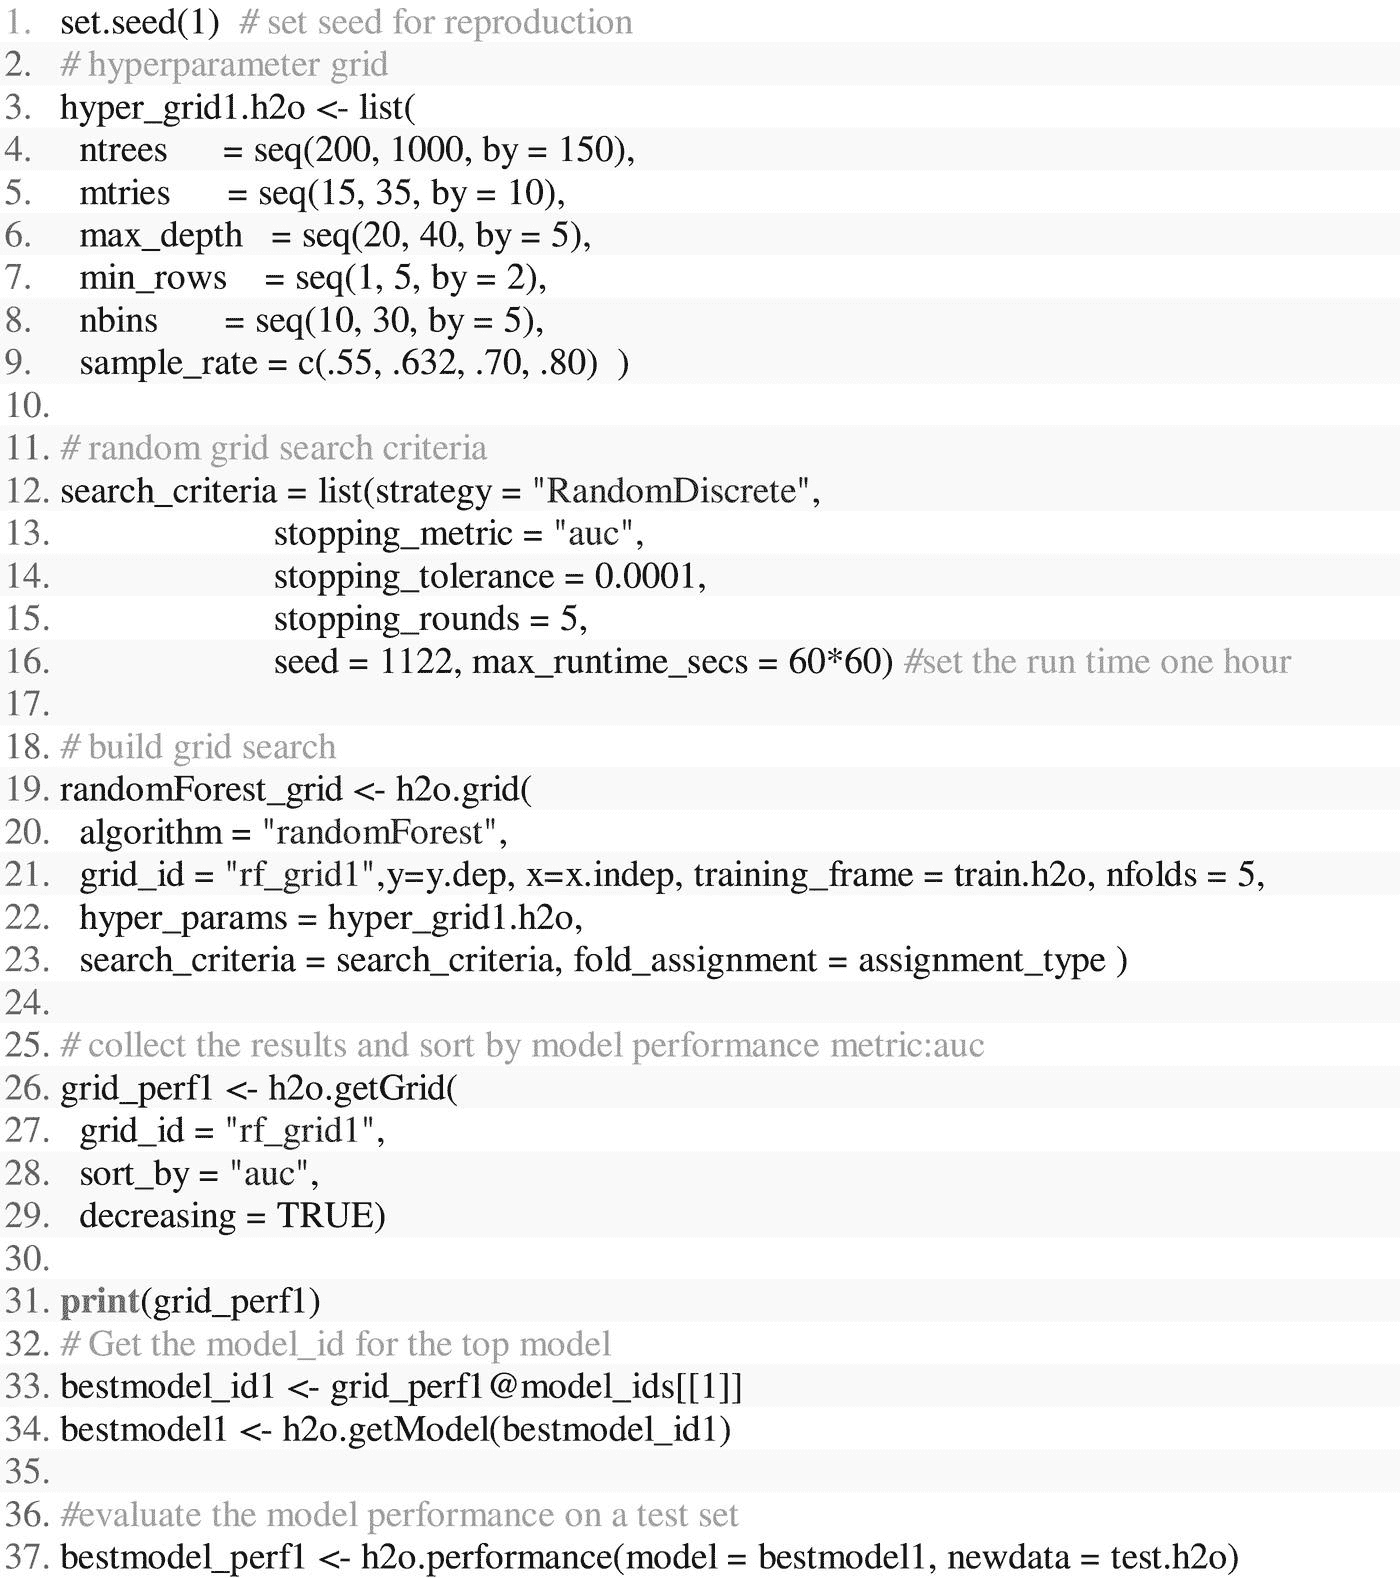 1. set.seed(1) # set seed for reproduction
2. # hyperparameter grid
3. hyper_grid1.h2o <- list(
4. ntrees = seq(200, 1000, by = 150),
5. mtries = seq(15, 35, by = 10),
6. max_depth = seq(20, 40, by = 5),
7. min_rows = seq(1, 5, by = 2),
8. nbins = seq(10, 30, by = 5),
9. sample_rate = c(.55, .632, .70, .80) )
10.
11. # random grid search criteria
12. search_criteria = list(strategy = "RandomDiscrete",
13. stopping_metric = "auc",
14. stopping_tolerance = 0.0001,
15. stopping_rounds = 5,
16. seed = 1122, max_runtime_secs = 60*60) #set the run time one hour
17.
18. # build grid search
19. randomForest_grid <- h2o.grid(
20. algorithm = "randomForest",
21. grid_id = "rf_grid1",y=y.dep, x=x.indep, training_frame = train.h2o, nfolds = 5,
22. hyper_params = hyper_grid1.h2o,
23. search_criteria = search_criteria, fold_assignment = assignment_type )
24.
25. # collect the results and sort by model performance metric:auc
26. grid_perf1 <- h2o.getGrid(
27. grid_id = "rf_grid1",
28. sort_by = "auc",
29. decreasing = TRUE)
30.
31. print(grid_perf1)
32. # Get the model_id for the top model
33. bestmodel_id1 <- grid_perf1@model_ids[[1]]
34. bestmodel1 <- h2o.getModel(bestmodel_id1)
35.
36. #evaluate the model performance on a test set
37. bestmodel_perf1 <- h2o.performance(model = bestmodel1, newdata = test.h2o)